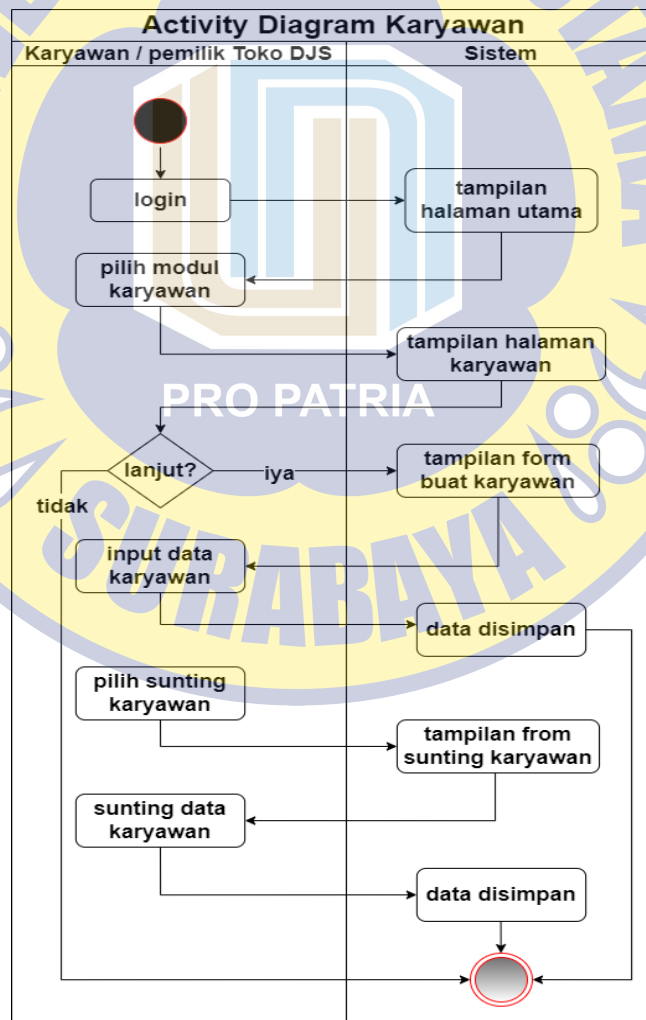 Activity Diagram Karyawan
Karyawan / pemilik Toko DJS
Sistem
login
tampilan
halaman utama
pilih modul
karyawan
tampilan halaman
karyawan
PRO PATRIA
lanjut?
iya
tampilan form
buat karyawan
tidak
input data
karyawan
SURABAYA
data disimpan
pilih sunting
karyawan
tampilan from
sunting karyawan
sunting data
karyawan
data disimpan